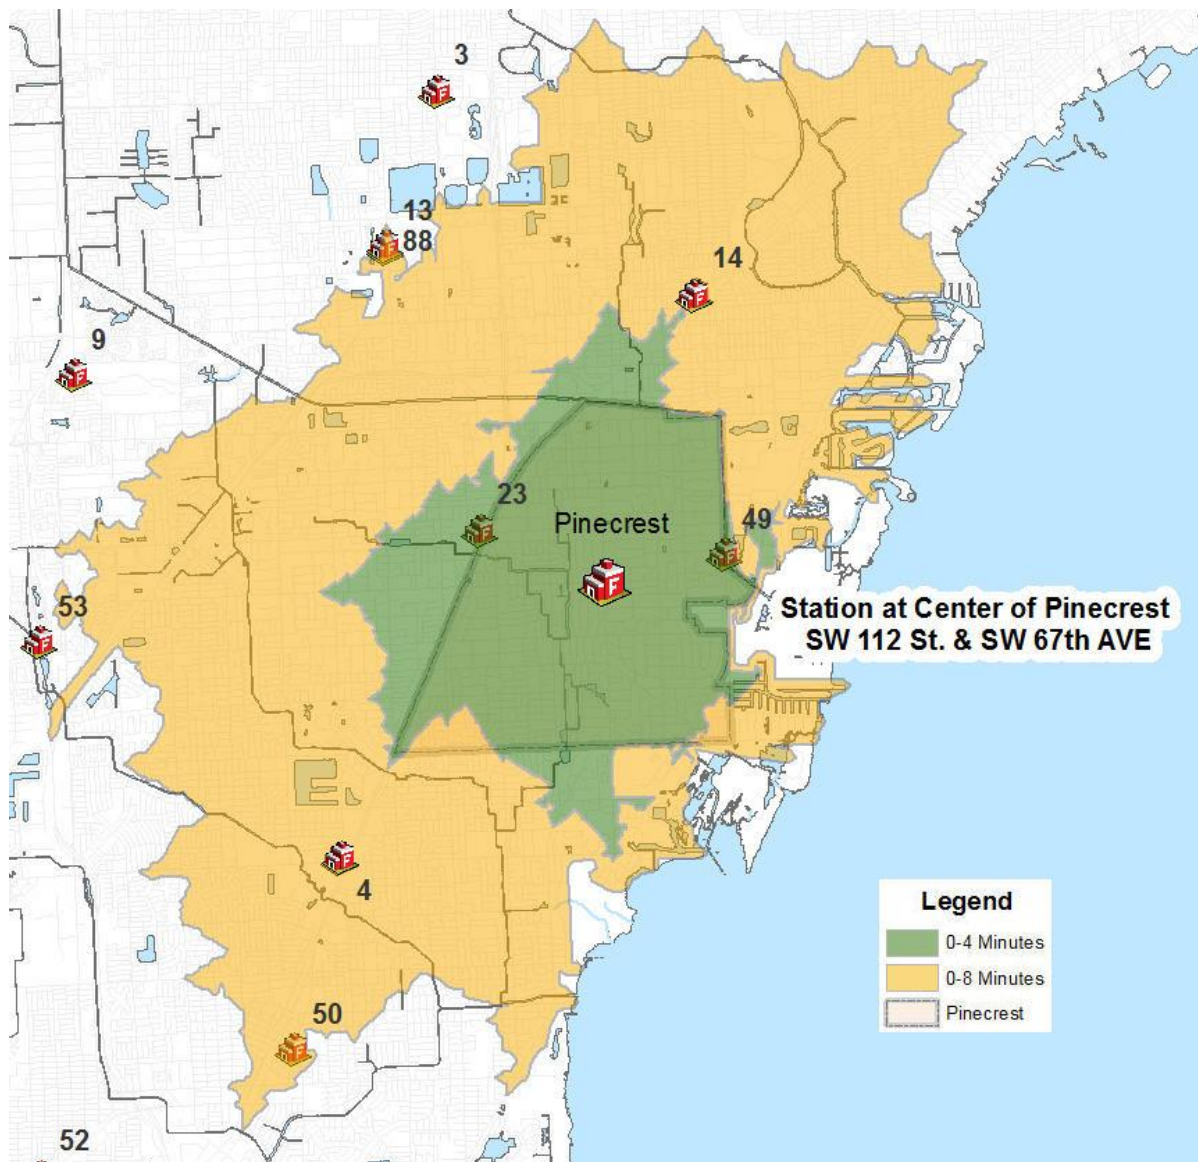 3
13
88
14
9
23
Pinecrest
49
53
Station at Center of Pinecrest
SW 112 St. & SW 67th AVE
4
Legend
0-4 Minutes
0-8 Minutes
Pinecrest
50
52